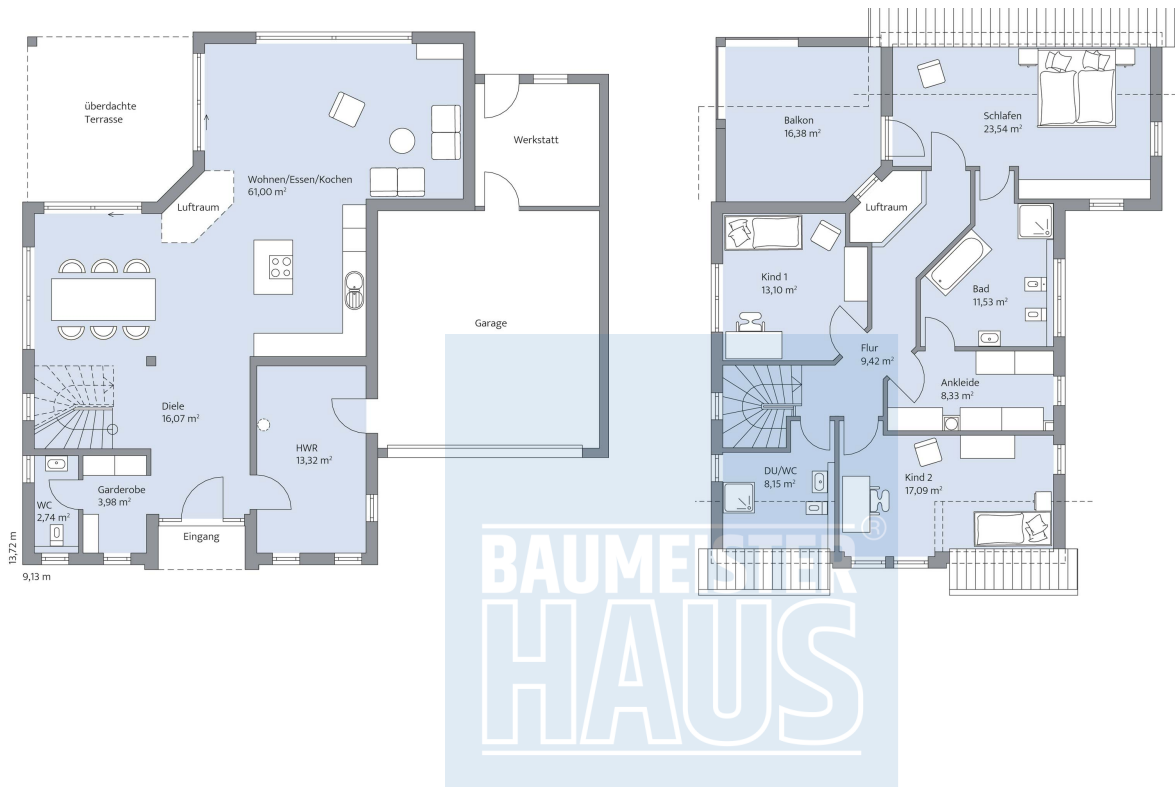 überdachte
Terrasse
Werkstatt
Wohnen/Essen/Kochen
61,00 m²
Luftraum
Garage
Diele
16,07 m²
HWR
13,32 m²
Garderobe
3,98 m²
WC
2,74 m²
Eingang
13,72 m
9,13 m
Balkon
16,38 m²
Schlafen
23,54 m²
Luftraum
Kind 1
13,10 m²
Bad
11,53 m²
Flur
9,42 m²
Ankleide
8,33 m²
DU/WC
8,15 m²
Kind 2
17,09 m²
BAUMEISTER ®
HAUS